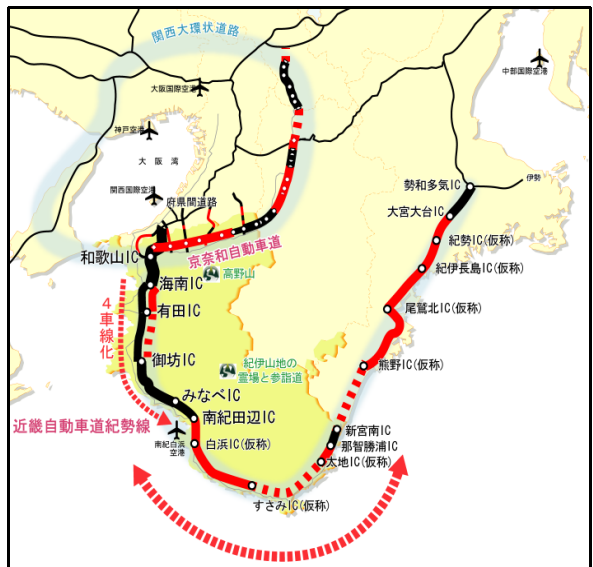 関西大環状道路
中部国際空港
大阪国際空港
神戸空港
大阪湾
関西国際空港
府県間道路
伊勢
勢和多気IC
大宮大台IC
紀勢IC(仮称)
紀伊長島IC(仮称)
和歌山IC
京奈和自動車道
高野山
海南IC
有田IC
4車線化
尾鷲北IC(仮称)
御坊IC
紀伊山地の
霊場と参詣道
熊野IC(仮称)
みなべIC
南紀田辺IC
近畿自動車道紀勢線
新宮南IC
那智勝浦IC
太地IC(仮称)
南紀白浜
空港
白浜IC(仮称)
すさみIC(仮称)